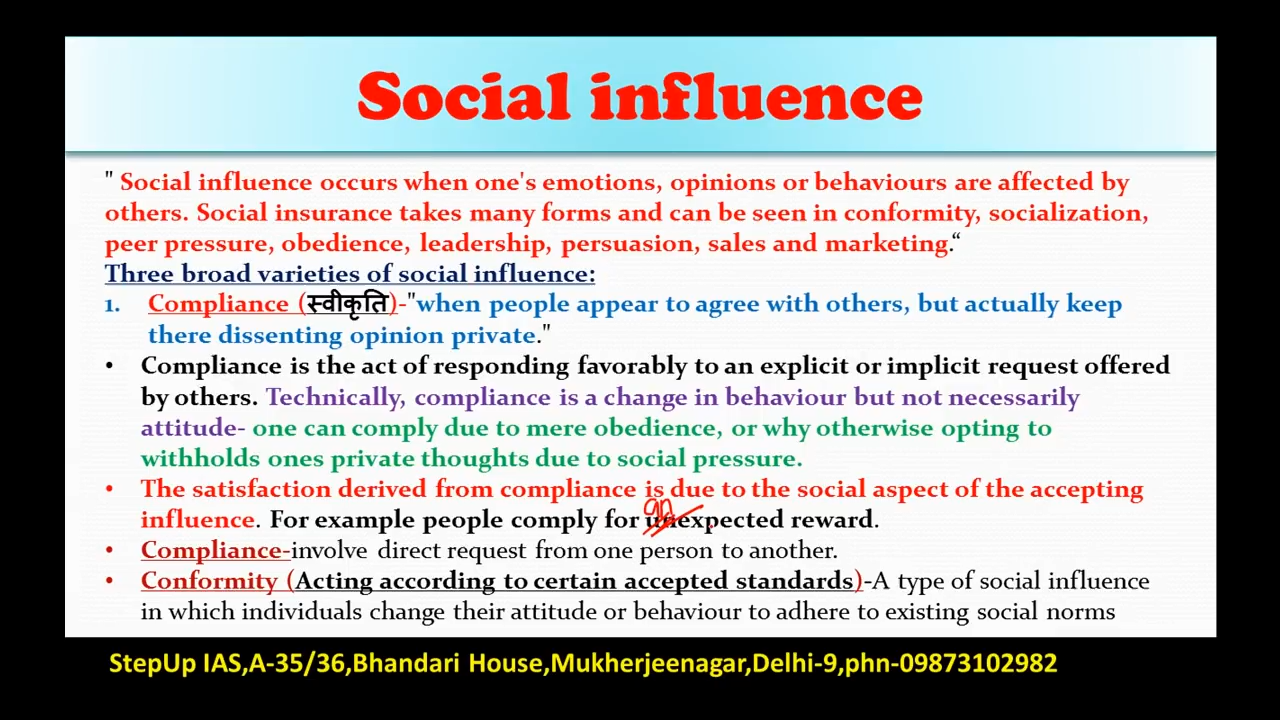 Social influence
" Social influence occurs when one's emotions, opinions or behaviours are affected by
others. Social insurance takes many forms and can be seen in conformity, socialization,
peer pressure, obedience, leadership, persuasion, sales and marketing.“
Three broad varieties of social influence:
1. Compliance (स्वीकृति)-"when people appear to agree with others, but actually keep
there dissenting opinion private."
• Compliance is the act of responding favorably to an explicit or implicit request offered
by others. Technically, compliance is a change in behaviour but not necessarily
attitude- one can comply due to mere obedience, or why otherwise opting to
withholds ones private thoughts due to social pressure.
• The satisfaction derived from compliance is due to the social aspect of the accepting
influence. For example people comply for an unexpected reward.
• Compliance-involve direct request from one person to another.
• Conformity (Acting according to certain accepted standards)-A type of social influence
in which individuals change their attitude or behaviour to adhere to existing social norms
StepUp IAS,A-35/36,Bhandari House,Mukherjeenagar,Delhi-9,phn-09873102982